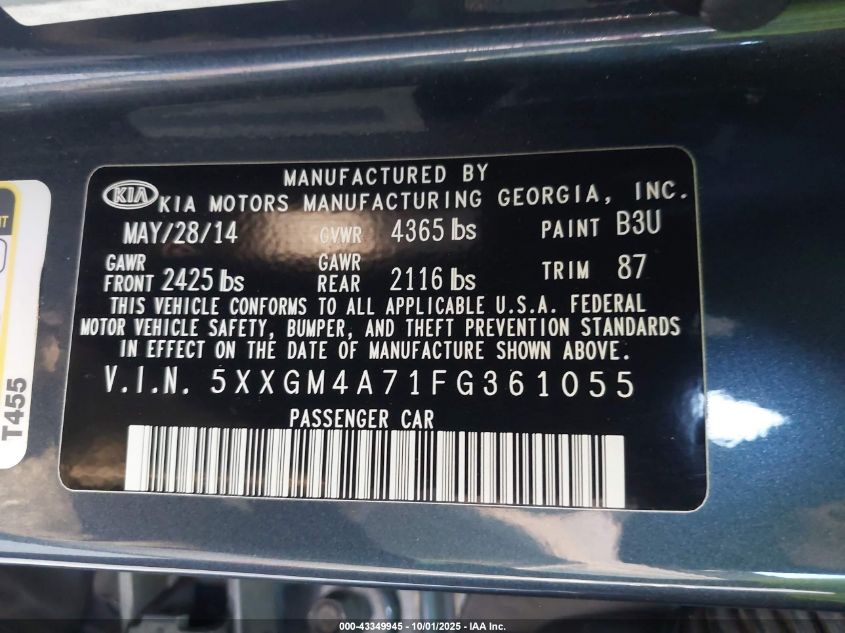 MANUFACTURED BY
KIA KIA MOTORS MANUFACTURING GEORGIA, INC.
MAY/28/14 GVWR 4365 lbs PAINT B3U
GAWR FRONT 2425 lbs GAWR REAR 2116 lbs TRIM 87
THIS VEHICLE CONFORMS TO ALL APPLICABLE U.S.A. FEDERAL
MOTOR VEHICLE SAFETY, BUMPER, AND THEFT PREVENTION STANDARDS
IN EFFECT ON THE DATE OF MANUFACTURE SHOWN ABOVE.
V.I.N. 5XXGM4A71FG361055
PASSENGER CAR
T455
000-43349945 - 10/01/2025 - IAA Inc.